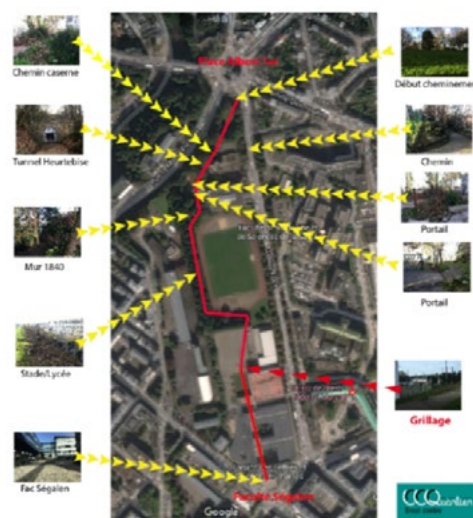 Place Albert 1er
Chemin caserne
Début cheminement
Tunnel Heurtebise
Chemin
Mur 1840
Portail
Portail
Stade/Lycée
Grillage
Fac Ségalen
Faculté Ségalen
Google
CCQuartier